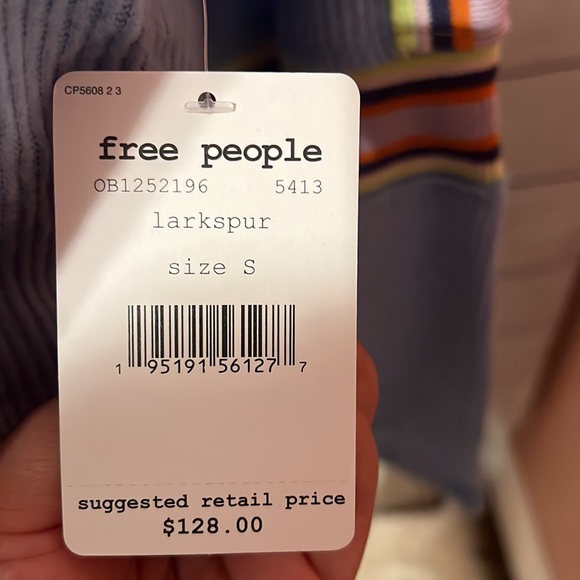 CP5608 2 3
free people
OB1252196 5413
larkspur
size S
1 95191 56127 7
suggested retail price
$128.00